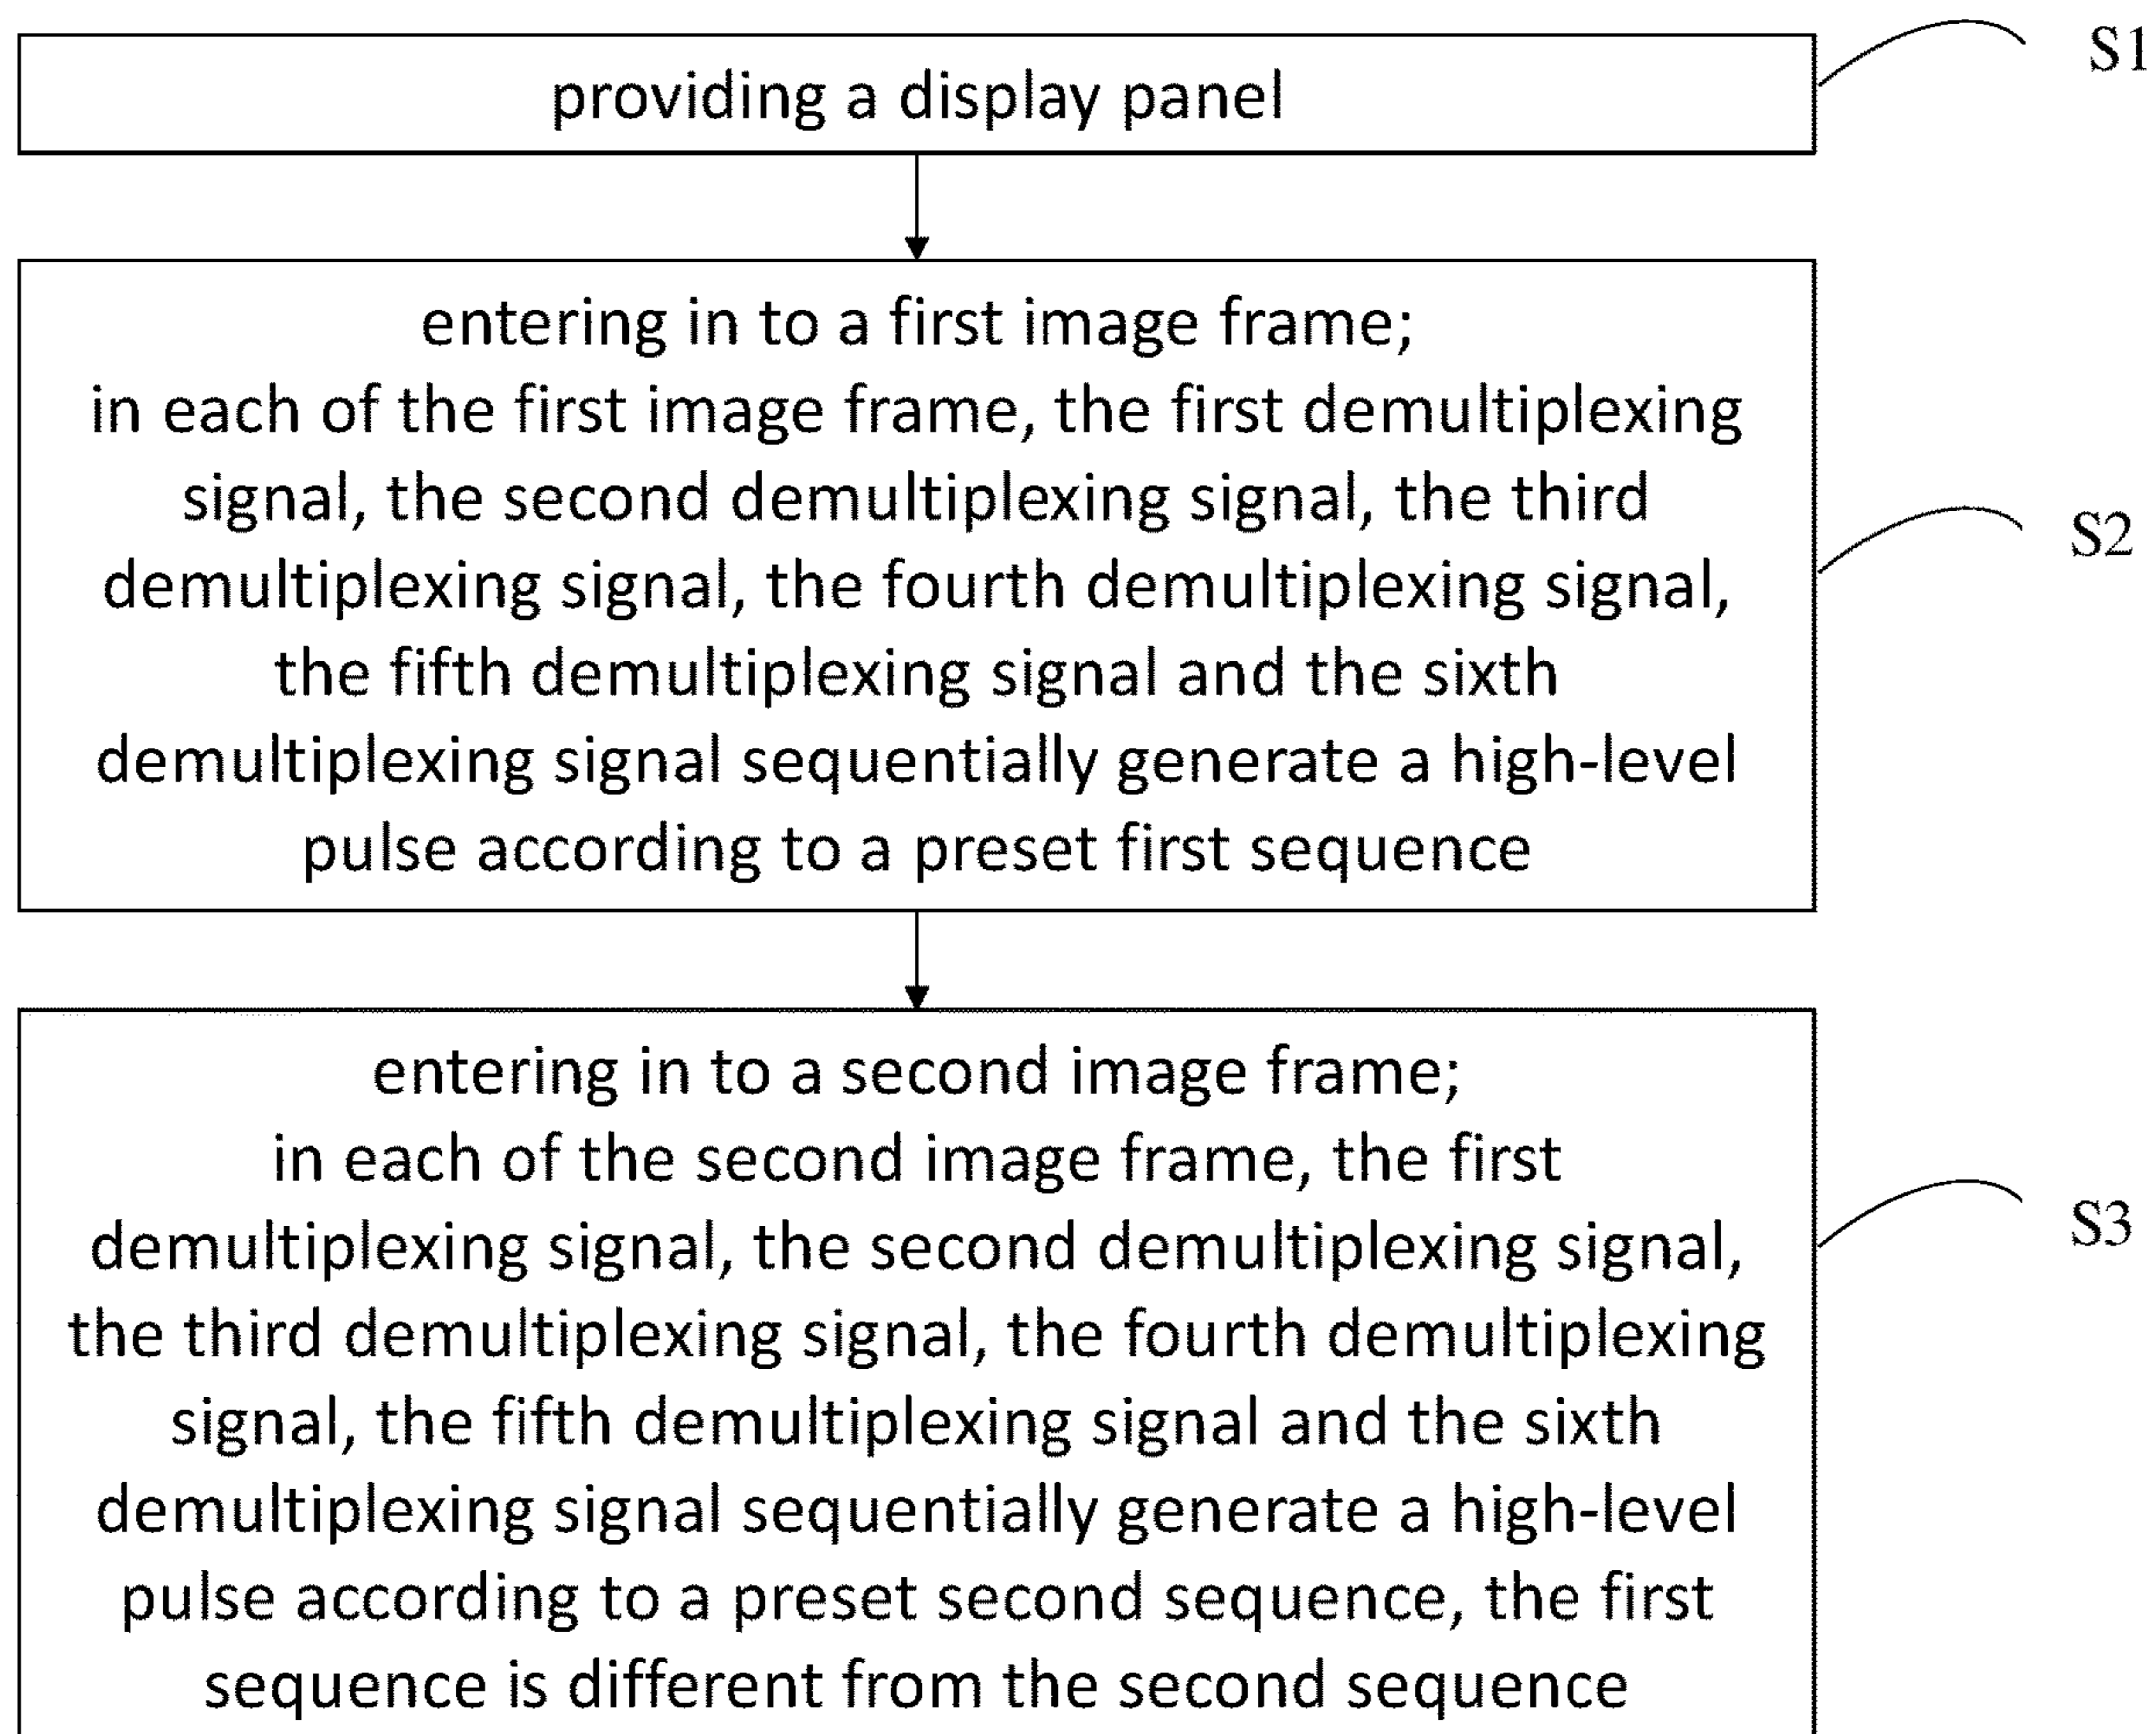 S1
providing a display panel
entering in to a first image frame;
in each of the first image frame, the first demultiplexing
signal, the second demultiplexing signal, the third
demultiplexing signal, the fourth demultiplexing signal,
the fifth demultiplexing signal and the sixth
demultiplexing signal sequentially generate a high-level
pulse according to a preset first sequence
S2
entering in to a second image frame;
in each of the second image frame, the first
demultiplexing signal, the second demultiplexing signal,
the third demultiplexing signal, the fourth demultiplexing
signal, the fifth demultiplexing signal and the sixth
demultiplexing signal sequentially generate a high-level
pulse according to a preset second sequence, the first
sequence is different from the second sequence
S3